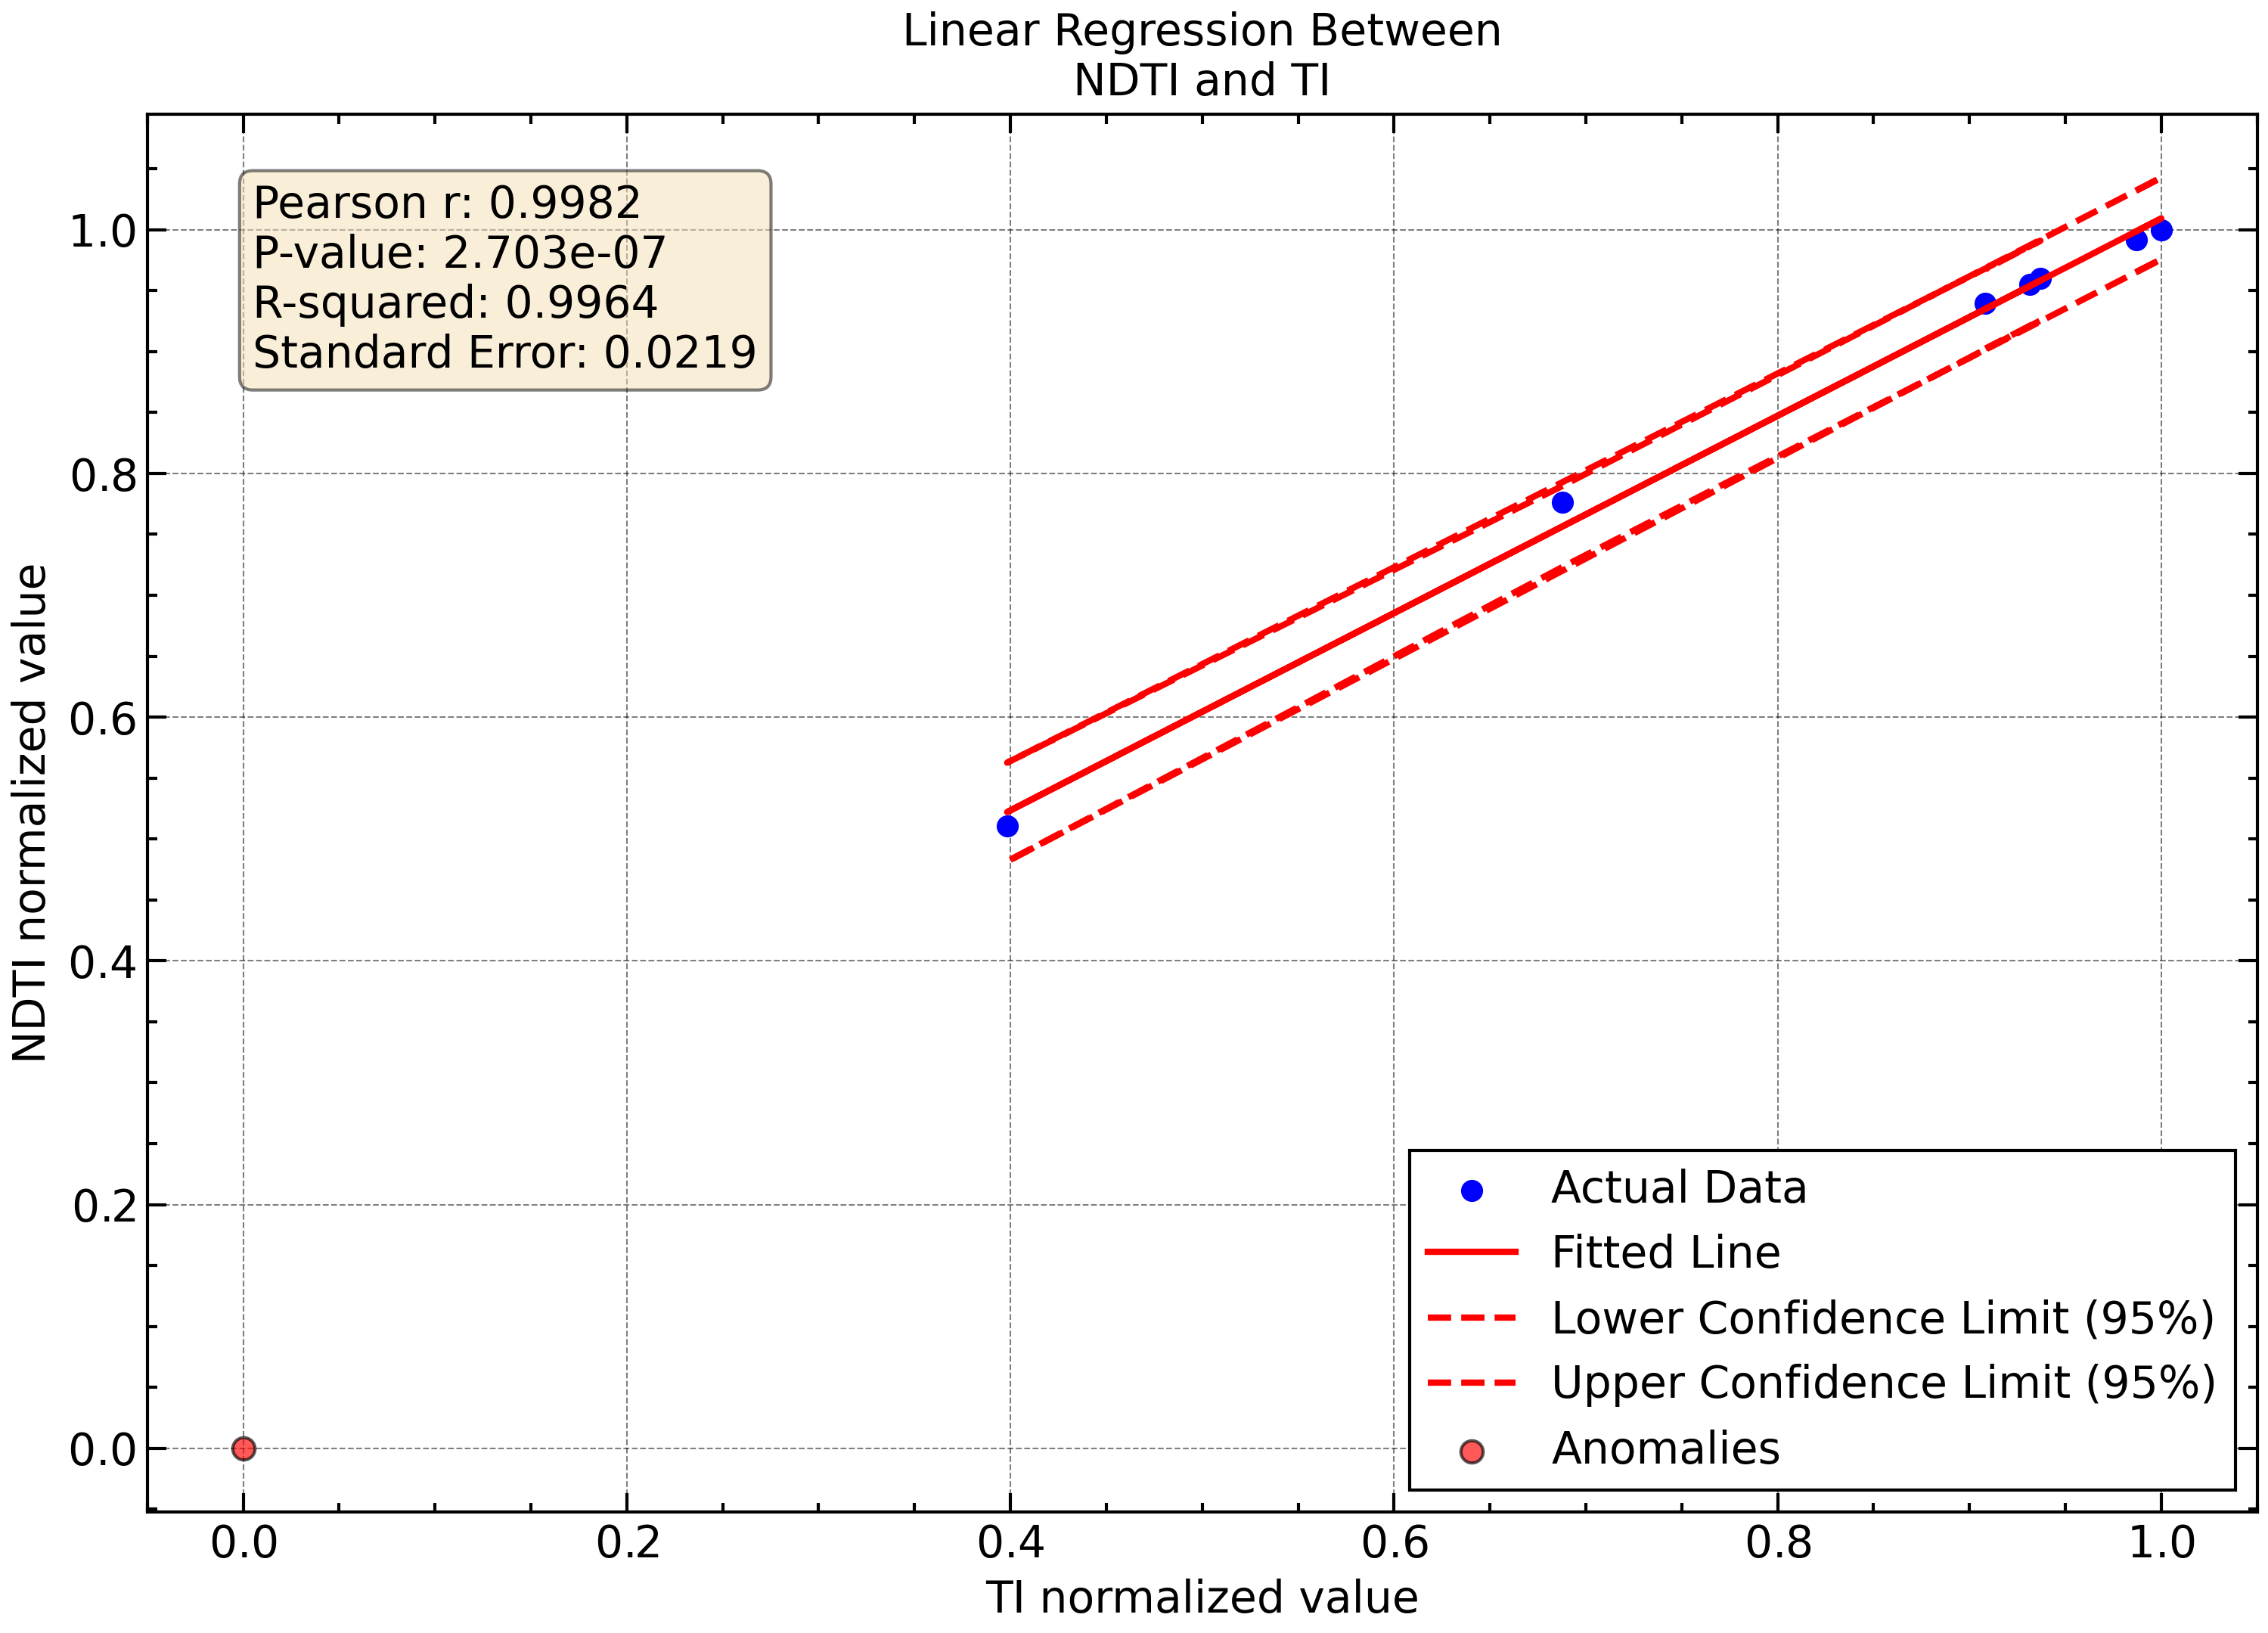 Linear Regression Between
NDTI and TI
Pearson r: 0.9982
P-value: 2.703e-07
R-squared: 0.9964
Standard Error: 0.0219
NDTI normalized value
1.0
0.8
0.6
0.4
0.2
0.0
Actual Data
Fitted Line
Lower Confidence Limit (95%)
Upper Confidence Limit (95%)
Anomalies
0.0 0.2 0.4 0.6 0.8 1.0
TI normalized value